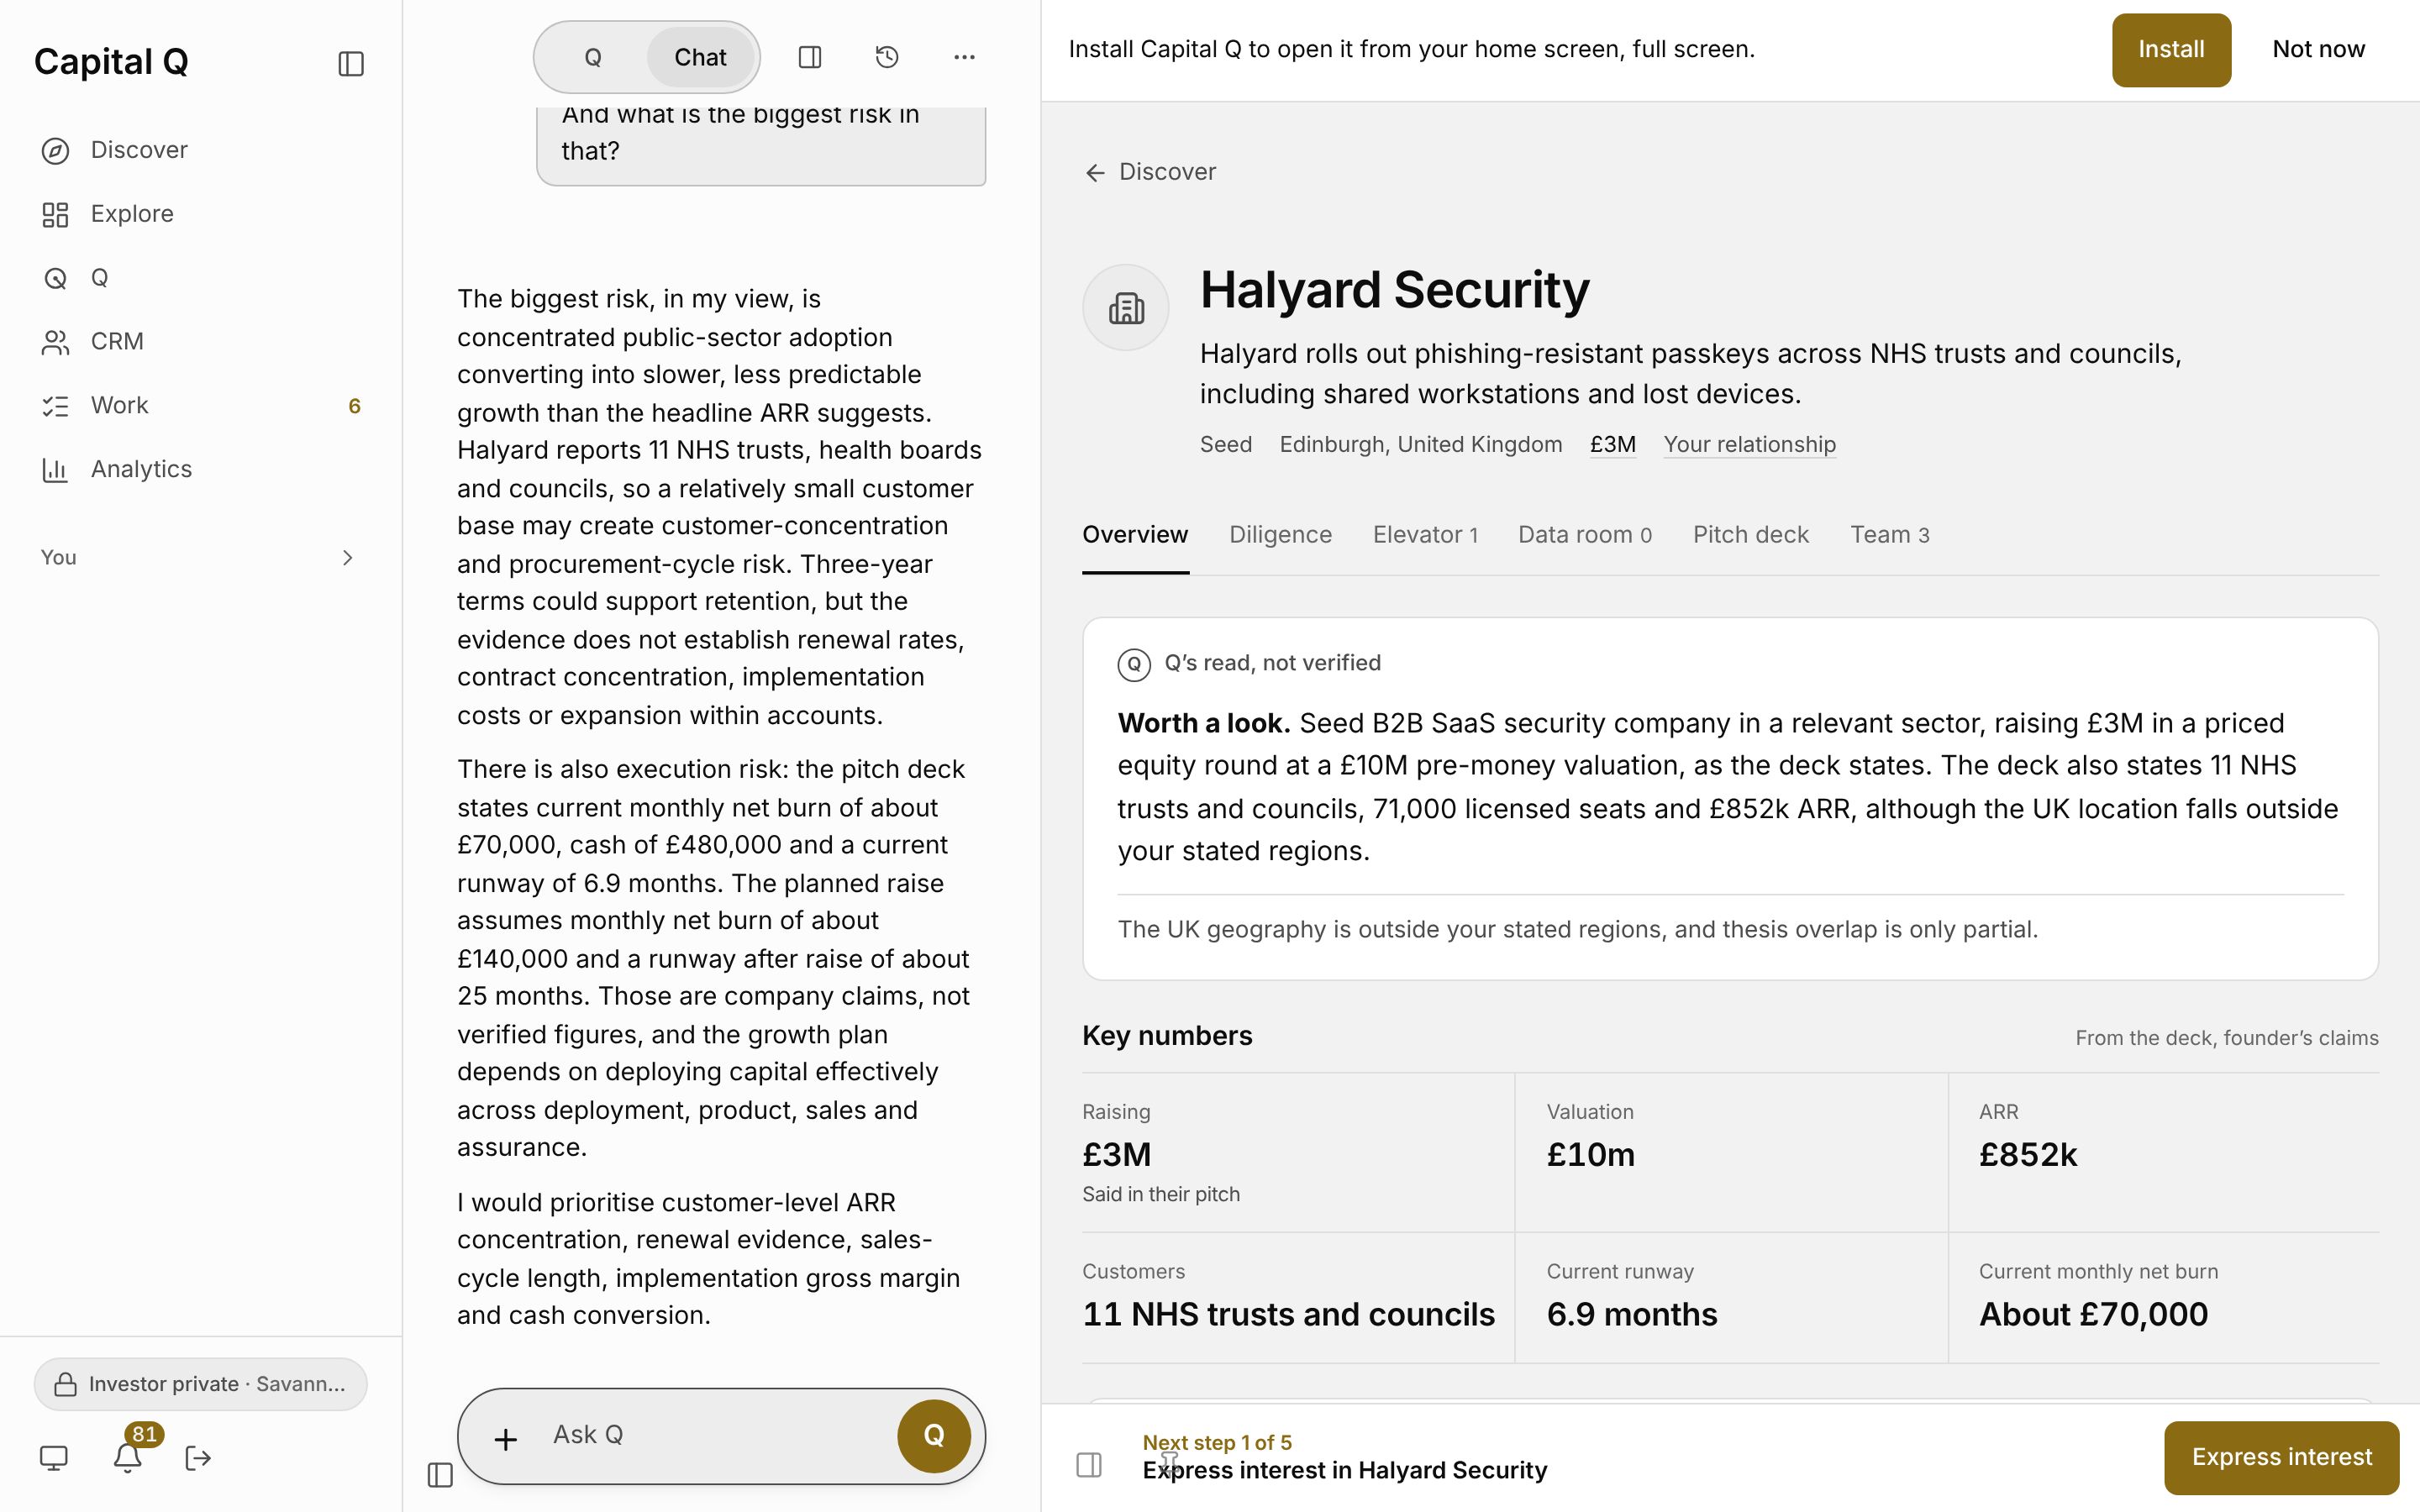 Capital Q
Discover
Explore
Q
CRM
Work 6
Analytics
You
Investor private · Savann...
81
Q Chat
And what is the biggest risk in
that?
The biggest risk, in my view, is
concentrated public-sector adoption
converting into slower, less predictable
growth than the headline ARR suggests.
Halyard reports 11 NHS trusts, health boards
and councils, so a relatively small customer
base may create customer-concentration
and procurement-cycle risk. Three-year
terms could support retention, but the
evidence does not establish renewal rates,
contract concentration, implementation
costs or expansion within accounts.
There is also execution risk: the pitch deck
states current monthly net burn of about
£70,000, cash of £480,000 and a current
runway of 6.9 months. The planned raise
assumes monthly net burn of about
£140,000 and a runway after raise of about
25 months. Those are company claims, not
verified figures, and the growth plan
depends on deploying capital effectively
across deployment, product, sales and
assurance.
I would prioritise customer-level ARR
concentration, renewal evidence, sales-
cycle length, implementation gross margin
and cash conversion.
Ask Q
Q
Install Capital Q to open it from your home screen, full screen.
Install
Not now
Discover
Halyard Security
Halyard rolls out phishing-resistant passkeys across NHS trusts and councils,
including shared workstations and lost devices.
Seed Edinburgh, United Kingdom £3M Your relationship
Overview Diligence Elevator 1 Data room 0 Pitch deck Team 3
Q Q’s read, not verified
Worth a look. Seed B2B SaaS security company in a relevant sector, raising £3M in a priced
equity round at a £10M pre-money valuation, as the deck states. The deck also states 11 NHS
trusts and councils, 71,000 licensed seats and £852k ARR, although the UK location falls outside
your stated regions.
The UK geography is outside your stated regions, and thesis overlap is only partial.
Key numbers From the deck, founder’s claims
Raising Valuation ARR
£3M £10m £852k
Said in their pitch
Customers Current runway Current monthly net burn
11 NHS trusts and councils 6.9 months About £70,000
Next step 1 of 5
Express interest in Halyard Security
Express interest